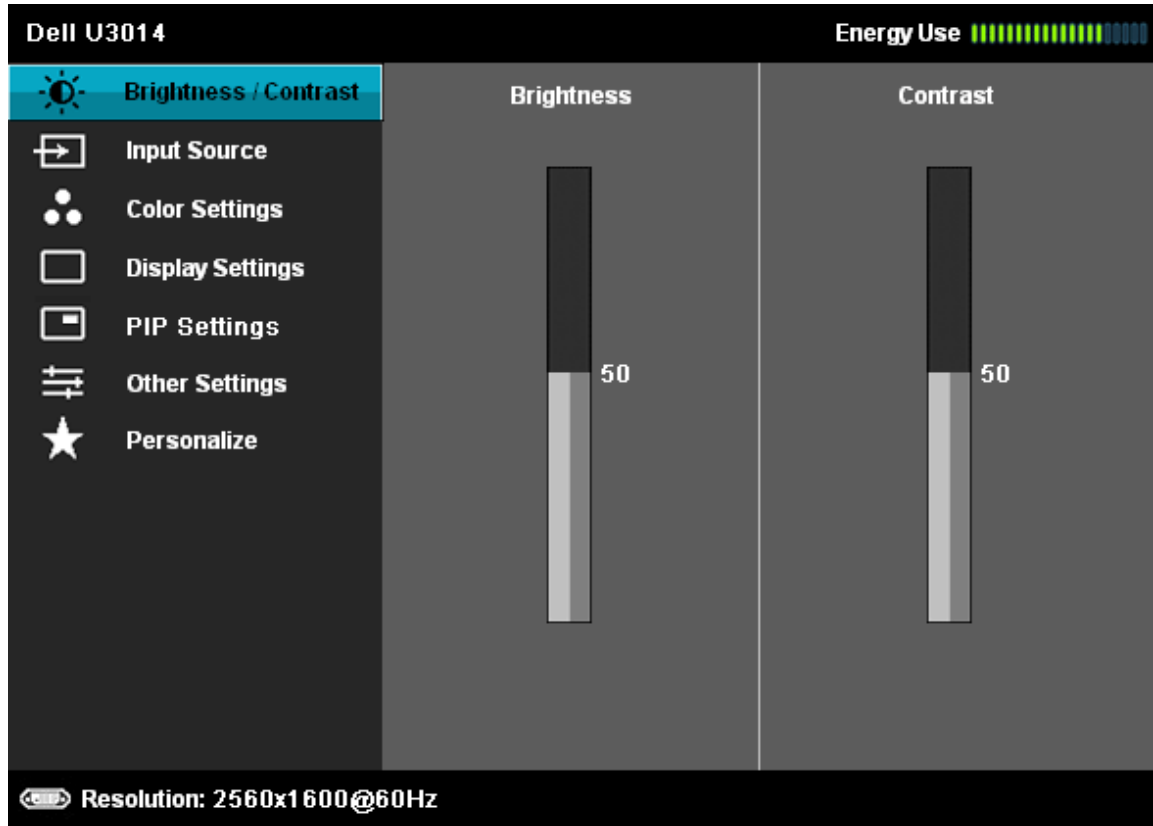 Dell U3014
Energy Use
Brightness / Contrast
Input Source
Color Settings
Display Settings
PIP Settings
Other Settings
Personalize
Brightness
50
Contrast
50
Resolution: 2560x1600@60Hz